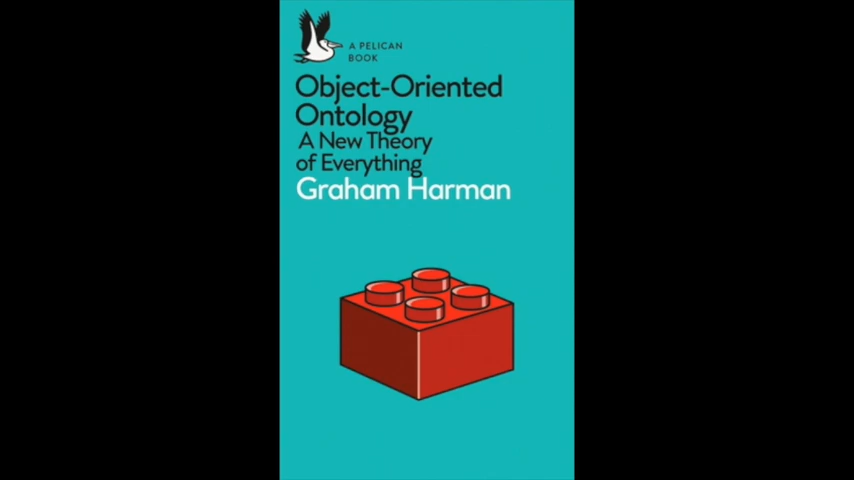 A PELICAN
BOOK
Object-Oriented
Ontology
A New Theory
of Everything
Graham Harman